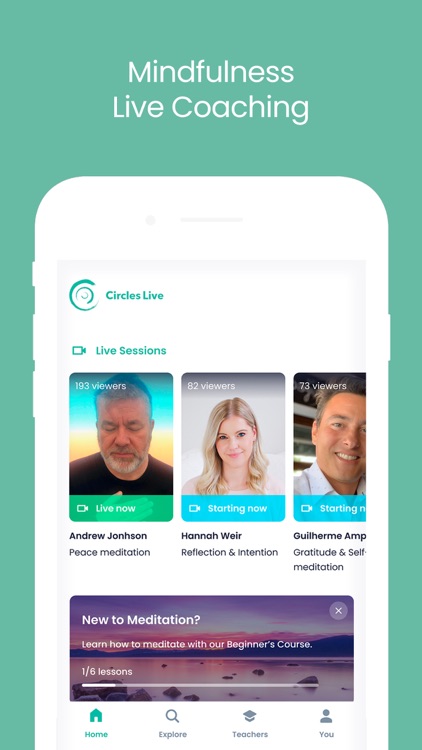 Mindfulness
Live Coaching
Circles Live
Live Sessions
193 viewers
82 viewers
73 viewers
Live now
Starting now
Starting n
Andrew Jonhson
Hannah Weir
Guilherme Amp
Peace meditation
Reflection & Intention
Gratitude & Self-
meditation
New to Meditation?
Learn how to meditate with our Beginner's Course.
1/6 lessons
Home
Explore
Teachers
You